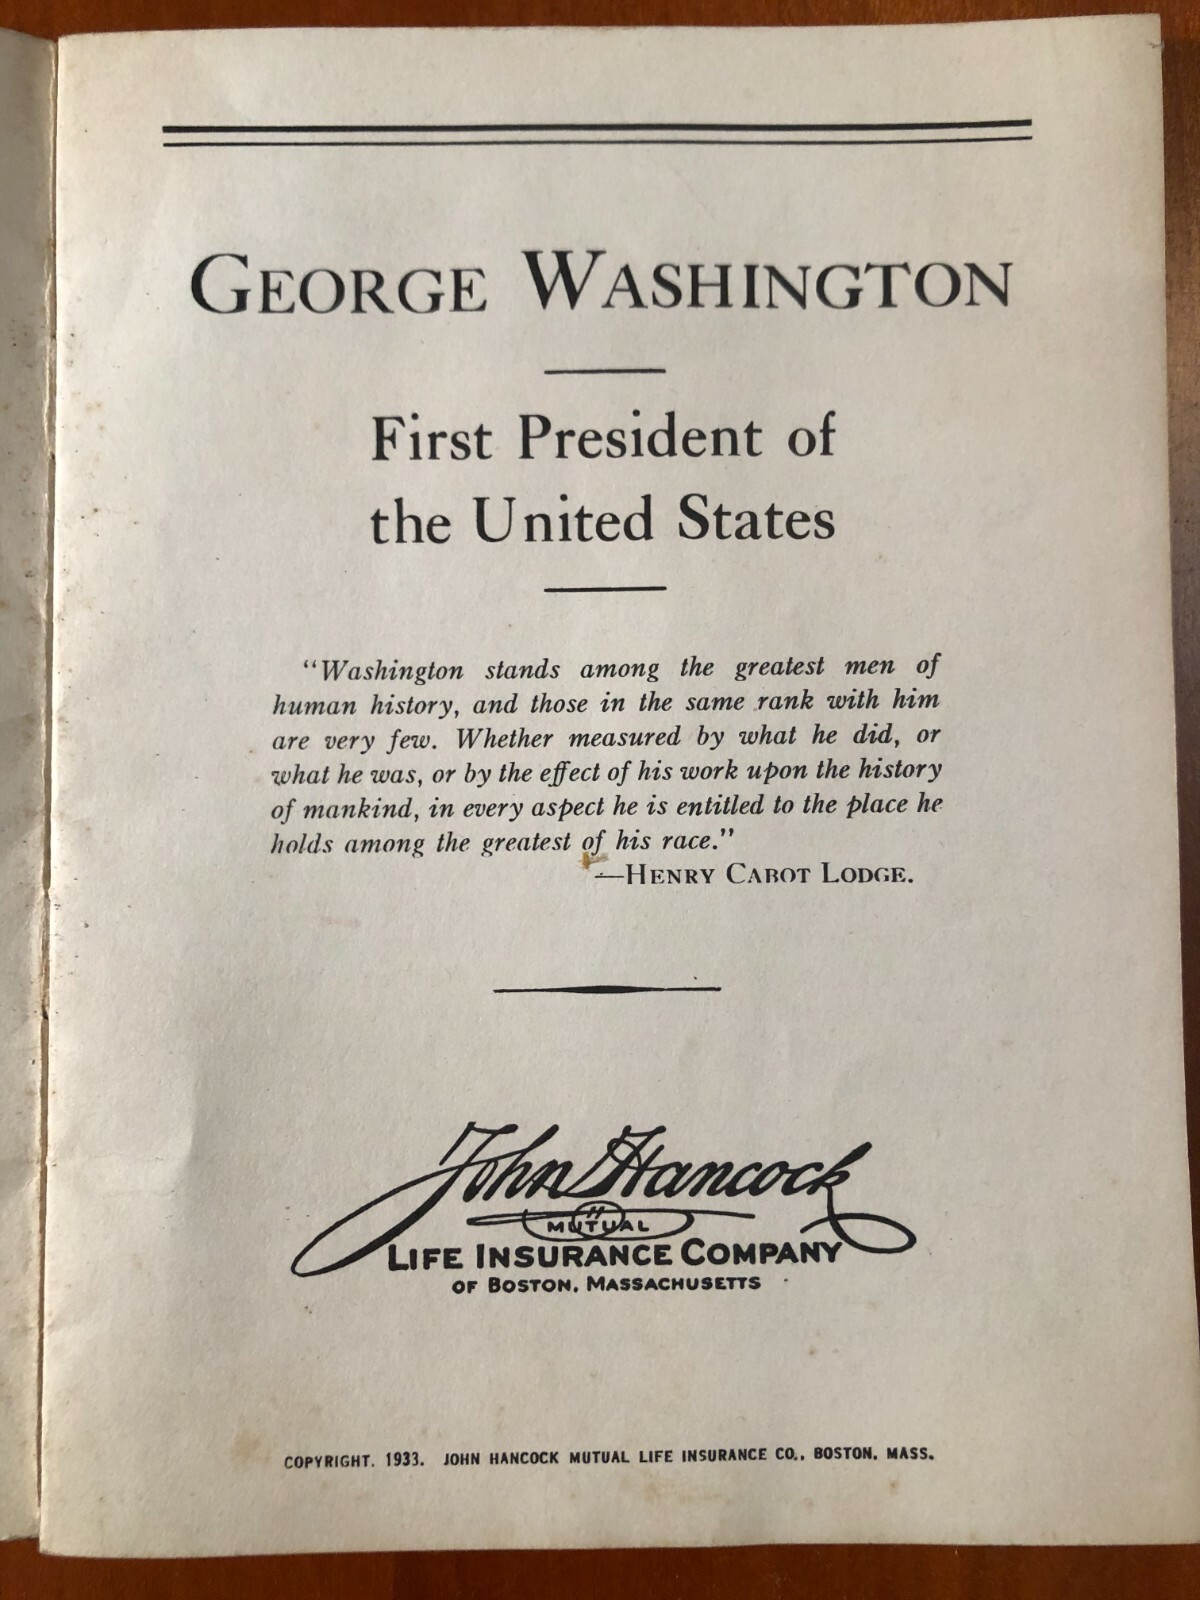 GEORGE WASHINGTON
First President of
the United States
"Washington stands among the greatest men of
human history, and those in the same rank with him
are very few. Whether measured by what he did, or
what he was, or by the effect of his work upon the history
of mankind, in every aspect he is entitled to the place he
holds among the greatest of his race."
—HENRY CABOT LODGE.
John Hancock
MUTUAL
LIFE INSURANCE COMPANY
OF BOSTON, MASSACHUSETTS
COPYRIGHT. 1933. JOHN HANCOCK MUTUAL LIFE INSURANCE CO., BOSTON, MASS.